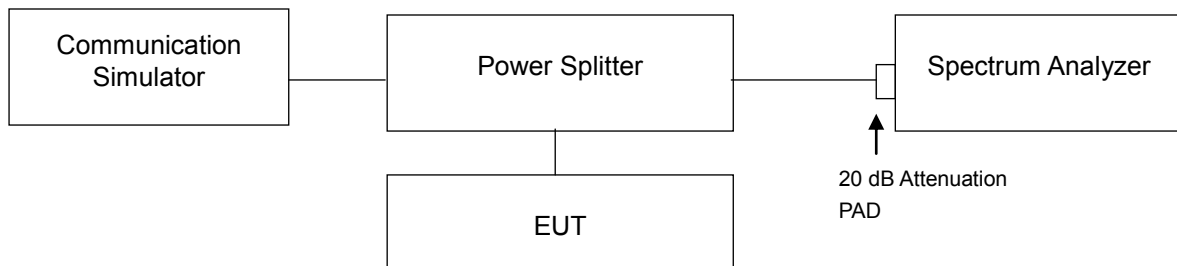 Communication
Simulator
Power Splitter
Spectrum Analyzer
20 dB Attenuation
PAD
EUT